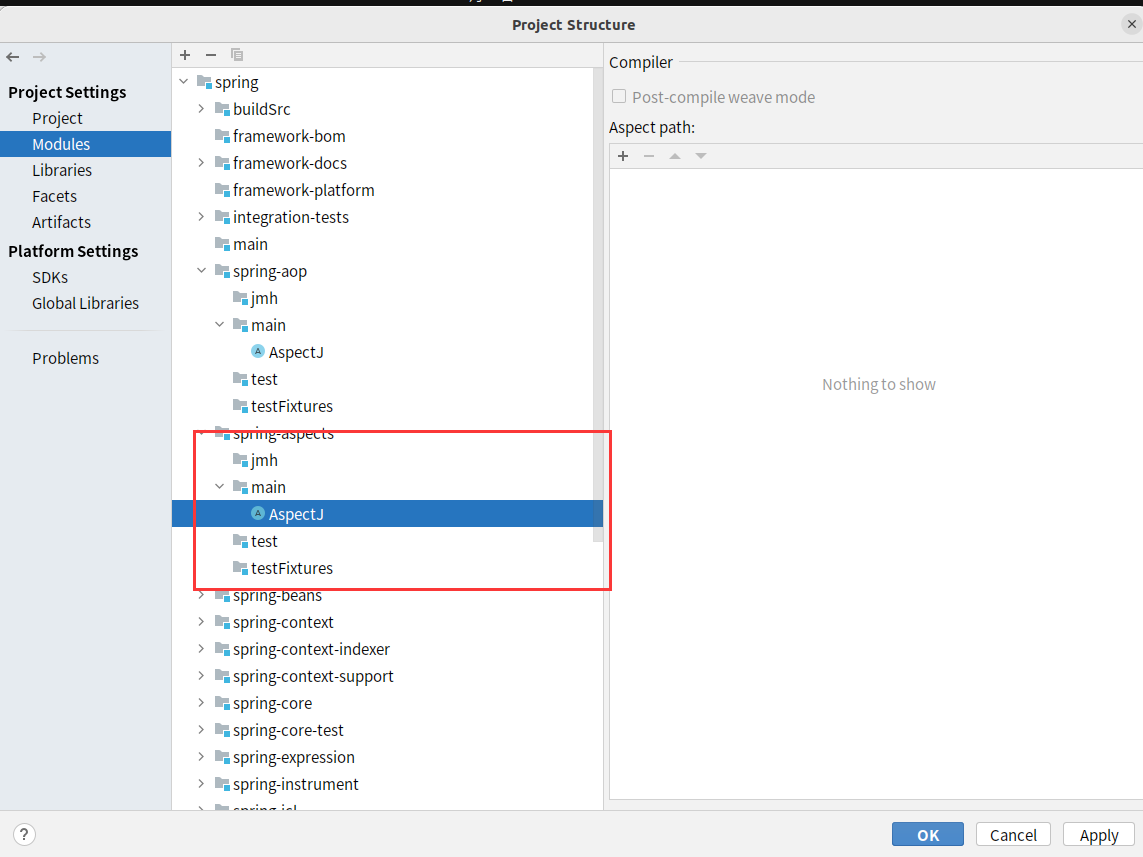 Project Structure
Project Settings
Project
Modules
Libraries
Facets
Artifacts
Platform Settings
SDKs
Global Libraries
Problems
spring
buildSrc
framework-bom
framework-docs
framework-platform
integration-tests
main
spring-aop
jmh
main
AspectJ
test
testFixtures
spring-aspects
jmh
main
AspectJ
test
testFixtures
spring-beans
spring-context
spring-context-indexer
spring-context-support
spring-core
spring-core-test
spring-expression
spring-instrument
spring-jcl
Compiler
Post-compile weave mode
Aspect path:
Nothing to show
?
OK
Cancel
Apply